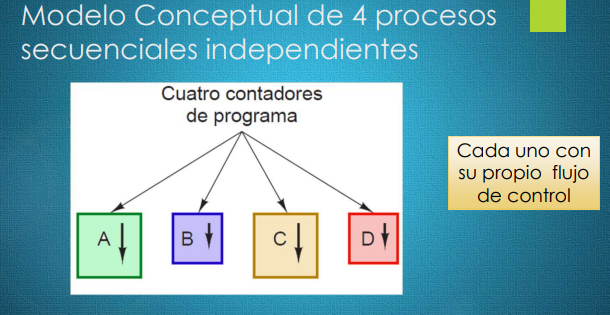 Modelo Conceptual de 4 procesos
secuenciales independientes
Cuatro contadores
de programa
Cada uno con
su propio flujo
de control
A
B
C
D